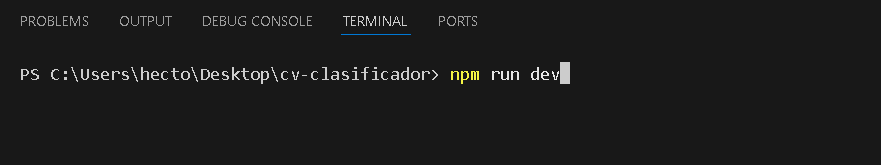 PROBLEMS OUTPUT DEBUG CONSOLE TERMINAL PORTS
PS C:\Users\hecto\Desktop\cv-clasificador> npm run dev